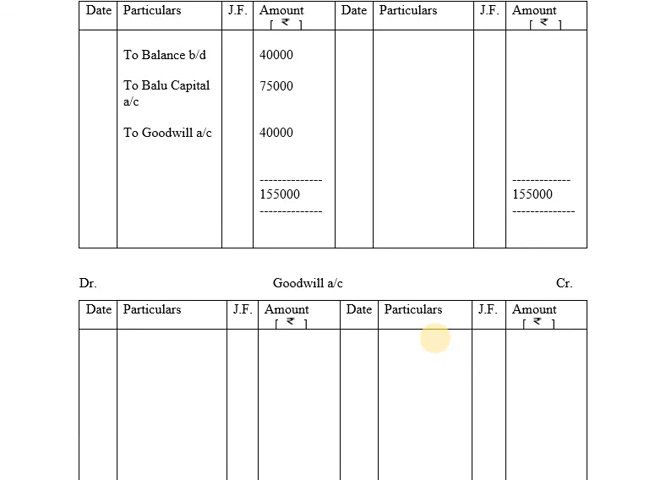 Date Particulars J.F. Amount Date Particulars J.F. Amount
[ ₹ ] [ ₹ ]
To Balance b/d 40000
To Balu Capital 75000
a/c
To Goodwill a/c 40000
------------- ------------
155000 155000
------------- -------------
Dr. Goodwill a/c Cr.
Date Particulars J.F. Amount Date Particulars J.F. Amount
[ ₹ ] [ ₹ ]